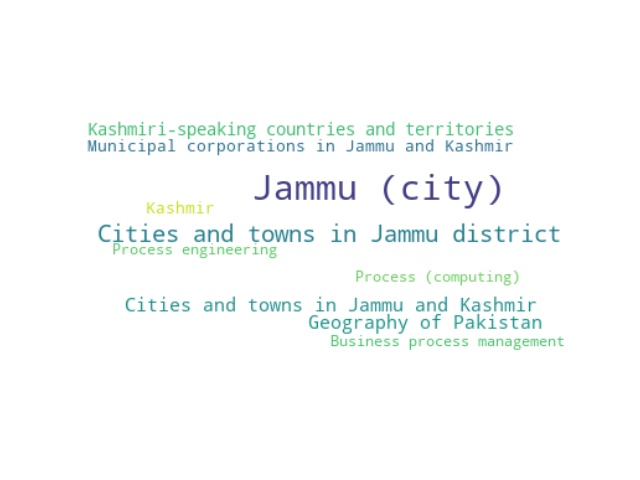 Kashmiri-speaking countries and territories
Municipal corporations in Jammu and Kashmir
Jammu (city)
Kashmir
Cities and towns in Jammu district
Process engineering
Process (computing)
Cities and towns in Jammu and Kashmir
Geography of Pakistan
Business process management